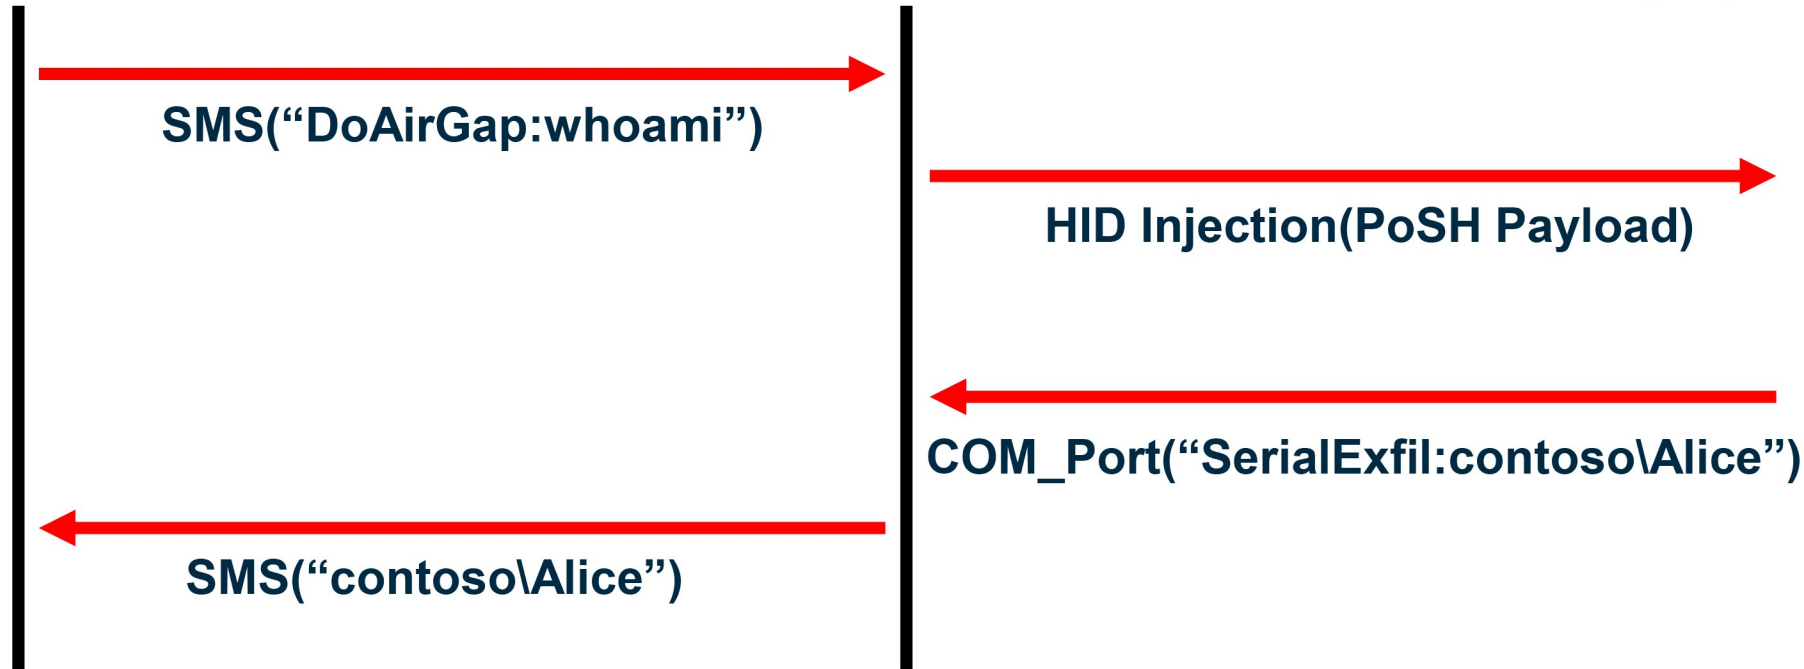 SMS(“DoAirGap:whoami”)
HID Injection(PoSH Payload)
COM_Port(“SerialExfil:contoso\Alice”)
SMS(“contoso\Alice”)